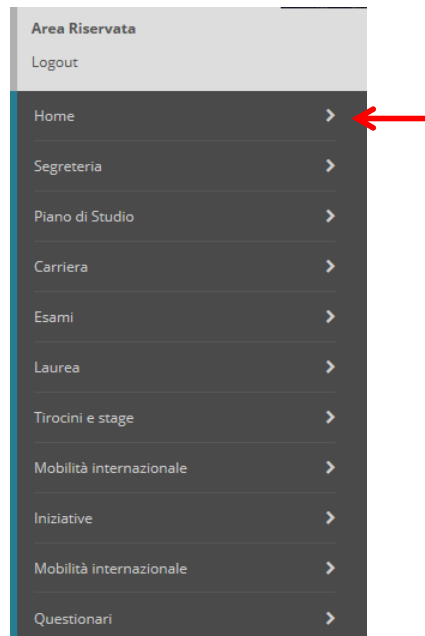 Area Riservata
Logout
Home
Segreteria
Piano di Studio
Carriera
Esami
Laurea
Tirocini e stage
Mobilità internazionale
Iniziative
Mobilità internazionale
Questionari